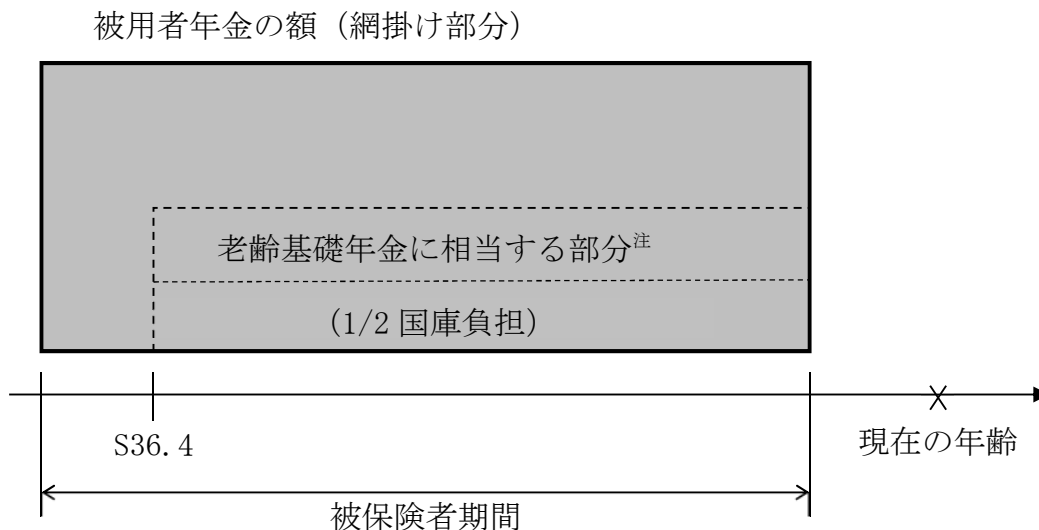 被用者年金の額（網掛け部分）
老齢基礎年金に相当する部分注
（1/2 国庫負担）
S36.4
現在の年齢
被保険者期間